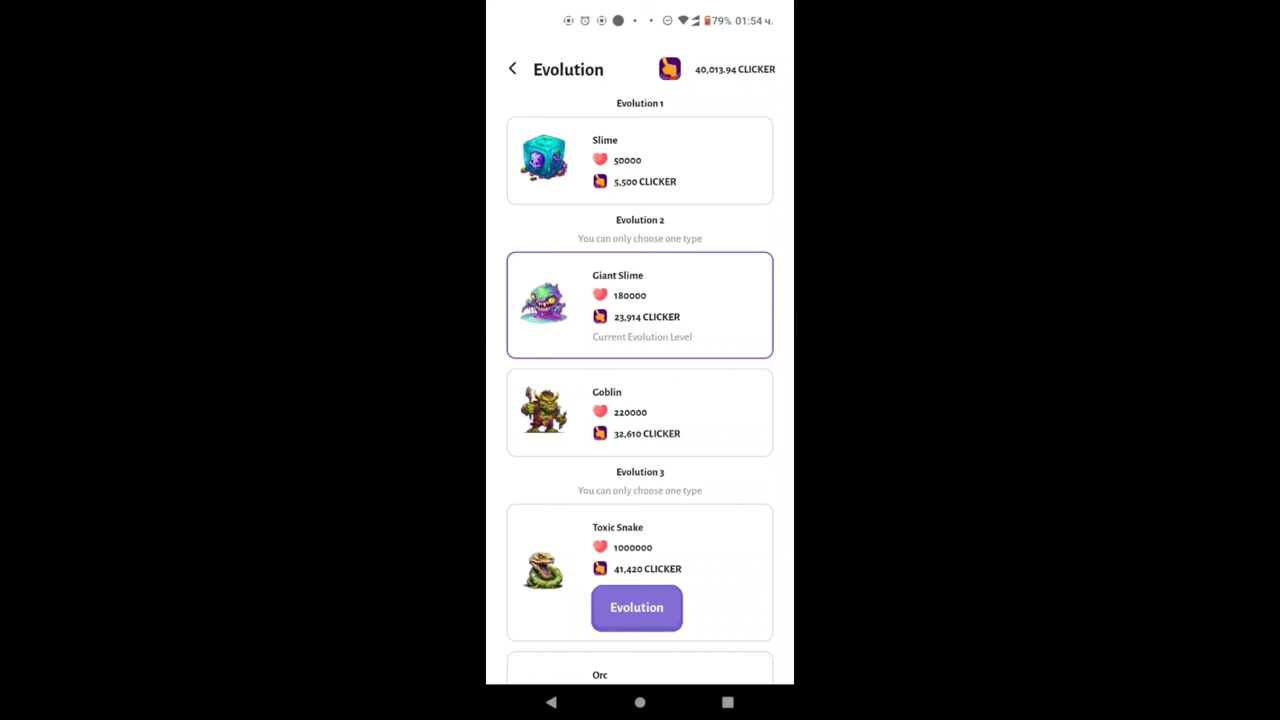 79% 01:54 ч.
Evolution
40,013.94 CLICKER
Evolution 1
Slime
50000
5,500 CLICKER
Evolution 2
You can only choose one type
Giant Slime
180000
23,914 CLICKER
Current Evolution Level
Goblin
220000
32,610 CLICKER
Evolution 3
You can only choose one type
Toxic Snake
1000000
41,420 CLICKER
Evolution
Orc